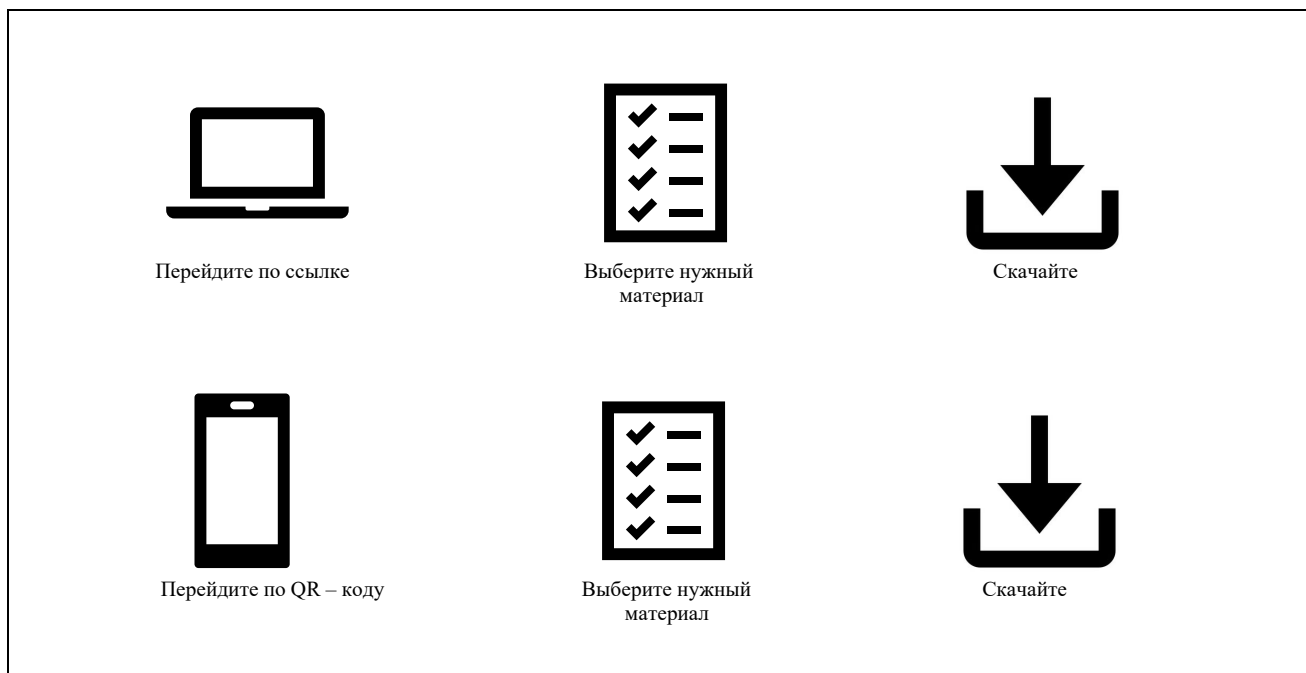 Перейдите по ссылке
Выберите нужный
материал
Скачайте
Перейдите по QR – коду
Выберите нужный
материал
Скачайте